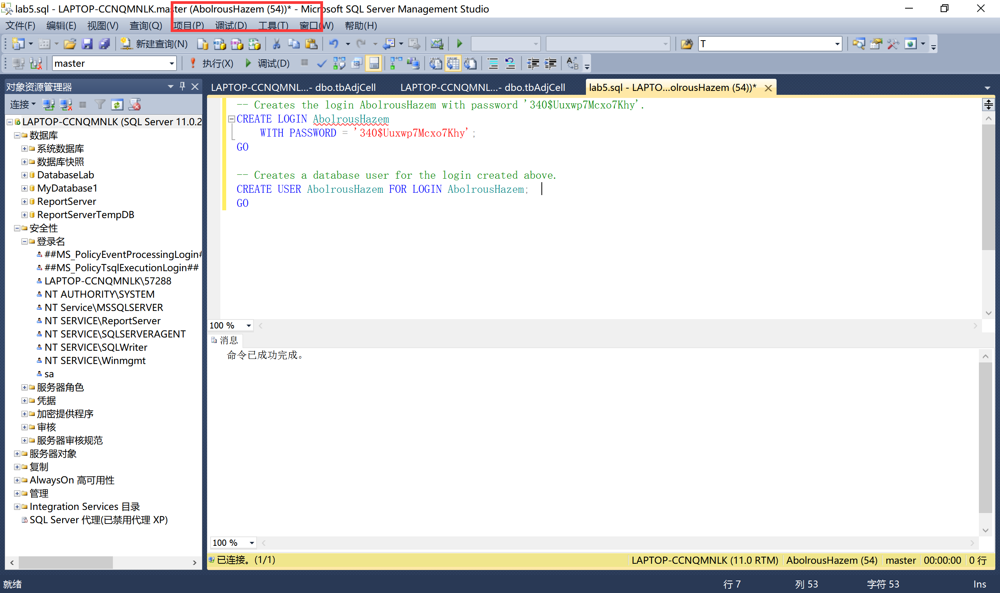 lab5.sql - LAPTOP-CCNQMNLK.master (AbolrousHazem (54))* - Microsoft SQL Server Management Studio
文件(F) 编辑(E) 视图(V) 查询(Q) 项目(P) 调试(D) 工具(T) 窗口(W) 帮助(H)
新建查询(N) T
master 执行(X) 调试(D)
对象资源管理器
连接
LAPTOP-CCNQMNLK (SQL Server 11.0.2
数据库
系统数据库
数据库快照
DatabaseLab
MyDatabase1
ReportServer
ReportServerTempDB
安全性
登录名
##MS_PolicyEventProcessingLogin#
##MS_PolicyTsqlExecutionLogin##
LAPTOP-CCNQMNLK\57288
NT AUTHORITY\SYSTEM
NT Service\MSSQLSERVER
NT SERVICE\ReportServer
NT SERVICE\SQLSERVERAGENT
NT SERVICE\SQLWriter
NT SERVICE\Winmgmt
sa
服务器角色
凭据
加密提供程序
审核
服务器审核规范
服务器对象
复制
AlwaysOn 高可用性
管理
Integration Services 目录
SQL Server 代理(已禁用代理 XP)
LAPTOP-CCNQMNL...- dbo.tbAdjCell LAPTOP-CCNQMNL...- dbo.tbAdjCell lab5.sql - LAPTO...olrousHazem (54))*
-- Creates the login AbolrousHazem with password '340$Uuxwp7Mcxo7Khy'.
CREATE LOGIN AbolrousHazem
WITH PASSWORD = '340$Uuxwp7Mcxo7Khy';
GO
-- Creates a database user for the login created above.
CREATE USER AbolrousHazem FOR LOGIN AbolrousHazem;
GO
100 %
消息
命令已成功完成。
100 %
已连接。(1/1) LAPTOP-CCNQMNLK (11.0 RTM) AbolrousHazem (54) master 00:00:00 0 行
就绪 行 7 列 53 字符 53 Ins